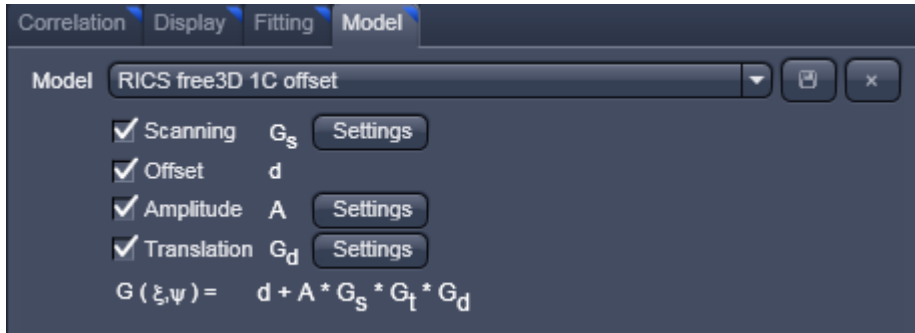 Correlation Display Fitting Model
Model RICS free3D 1C offset
Scanning Gs Settings
Offset d
Amplitude A Settings
Translation Gd Settings
G ( ξ,ψ ) = d + A * Gs * Gt * Gd